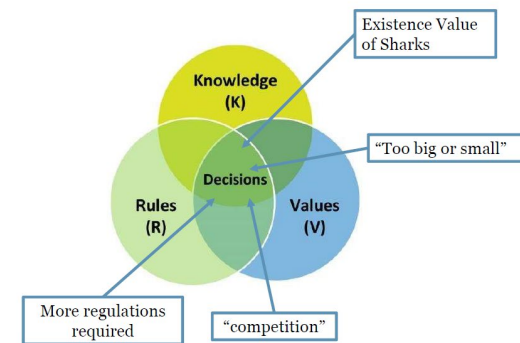 Existence Value
of Sharks
Knowledge
(K)
“Too big or small”
Decisions
Rules
(R)
Values
(V)
More regulations
required
“competition”